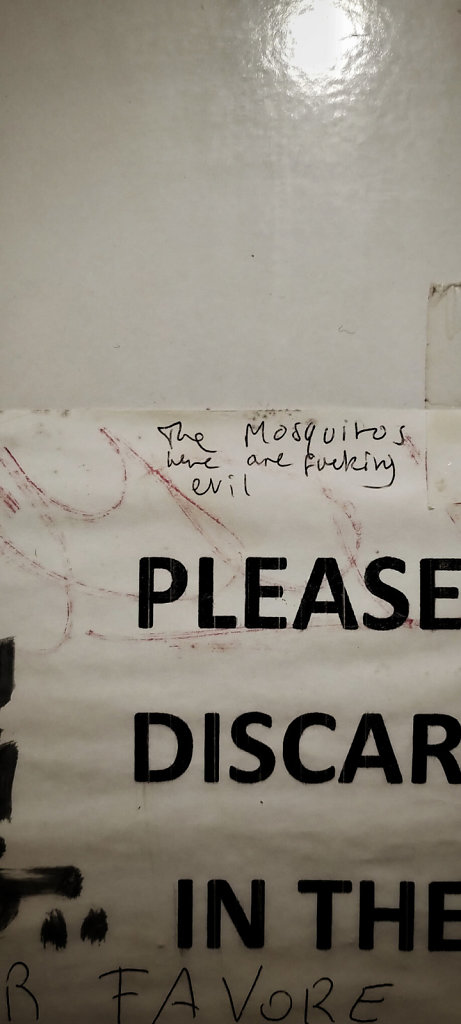 The Mosquitos
here are fucking
evil
PLEASE
DISCAR
IN THE
R FAVORE